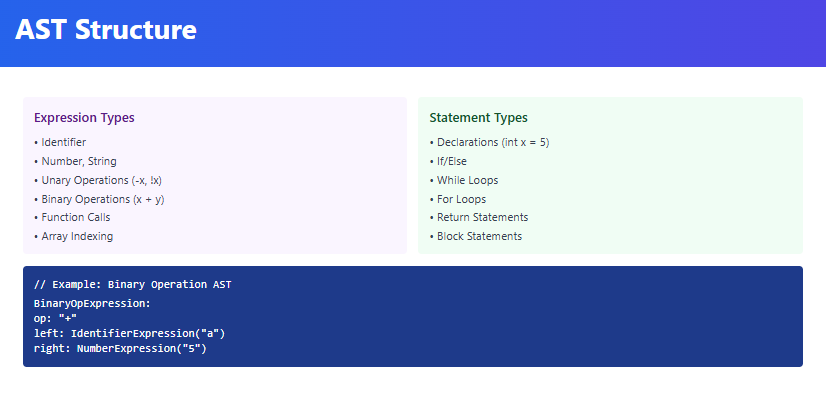 AST Structure
Expression Types
• Identifier
• Number, String
• Unary Operations (-x, !x)
• Binary Operations (x + y)
• Function Calls
• Array Indexing
Statement Types
• Declarations (int x = 5)
• If/Else
• While Loops
• For Loops
• Return Statements
• Block Statements
// Example: Binary Operation AST
BinaryOpExpression:
op: "+"
left: IdentifierExpression("a")
right: NumberExpression("5")